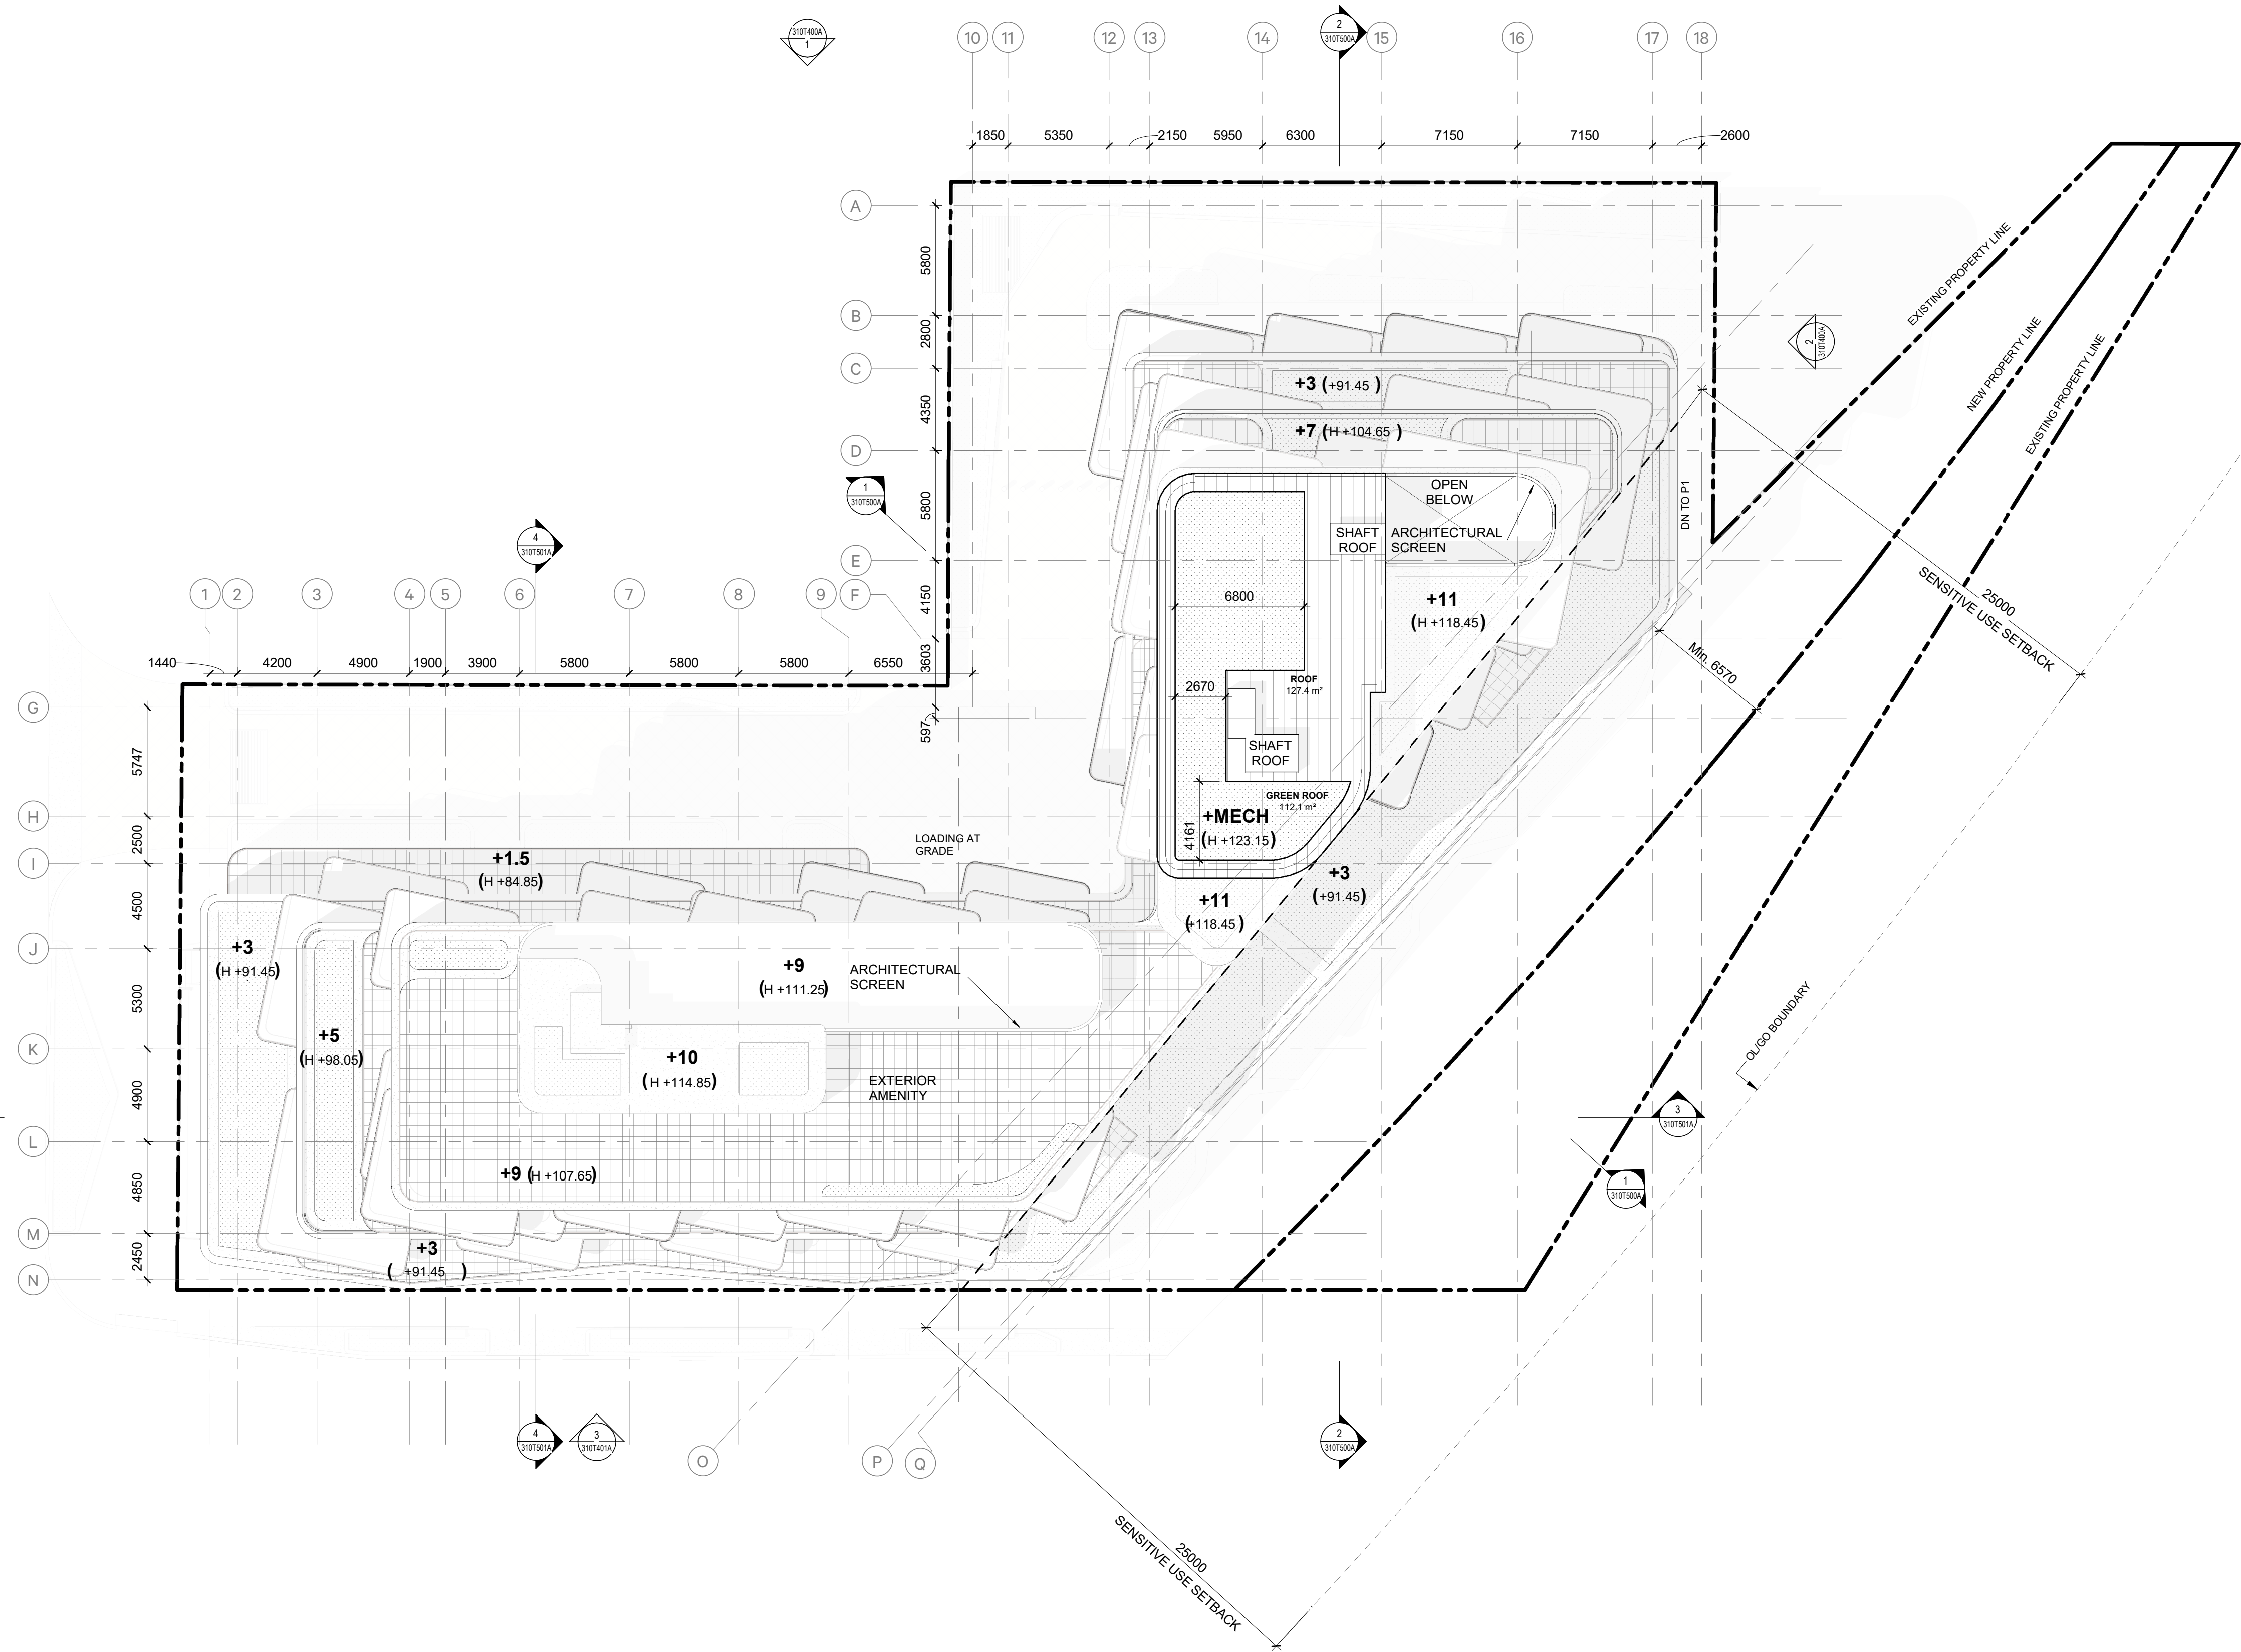 310T400A
1
10
11
12
13
14
2
310T500A
15
16
17
18
1850
5350
2150
5950
6300
7150
7150
2600
A
B
C
D
E
F
5800
2800
4350
5800
4150
3603
597
EXISTING PROPERTY LINE
NEW PROPERTY LINE
EXISTING PROPERTY LINE
2
310T400A
+3 (+91.45 )
+7 (H +104.65 )
OPEN
BELOW
SHAFT
ROOF
ARCHITECTURAL
SCREEN
DN TO P1
1
310T500A
4
310T501A
1
2
3
4
5
6
7
8
9
1440
4200
4900
1900
3900
5800
5800
5800
6550
6800
+11
(H +118.45)
25000
SENSITIVE USE SETBACK
Min. 6570
2670
ROOF
127.4 m²
SHAFT
ROOF
GREEN ROOF
112.1 m²
+MECH
(H +123.15)
4161
G
H
I
J
K
L
M
N
5747
2500
4500
5300
4900
4850
2450
LOADING AT
GRADE
+1.5
(H +84.85)
+3
(+91.45)
+11
(+118.45)
+3
(H +91.45)
+9
(H +111.25)
ARCHITECTURAL
SCREEN
+5
(H +98.05)
+10
(H +114.85)
EXTERIOR
AMENITY
+9 (H +107.65)
+3
( +91.45 )
OL/GO BOUNDARY
3
310T501A
1
310T500A
4
310T501A
3
310T401A
O
P
Q
2
310T500A
25000
SENSITIVE USE SETBACK